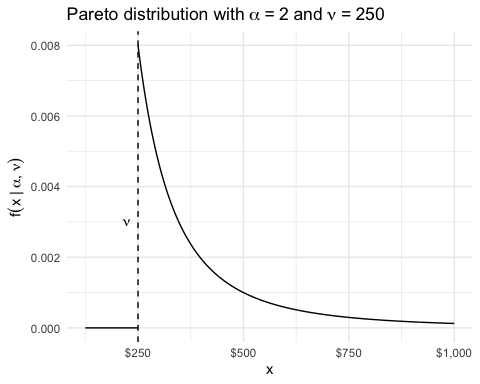 Pareto distribution with α = 2 and ν = 250
f(x | α, ν)
0.008
0.006
0.004
0.002
0.000
ν
$250
$500
$750
$1,000
x